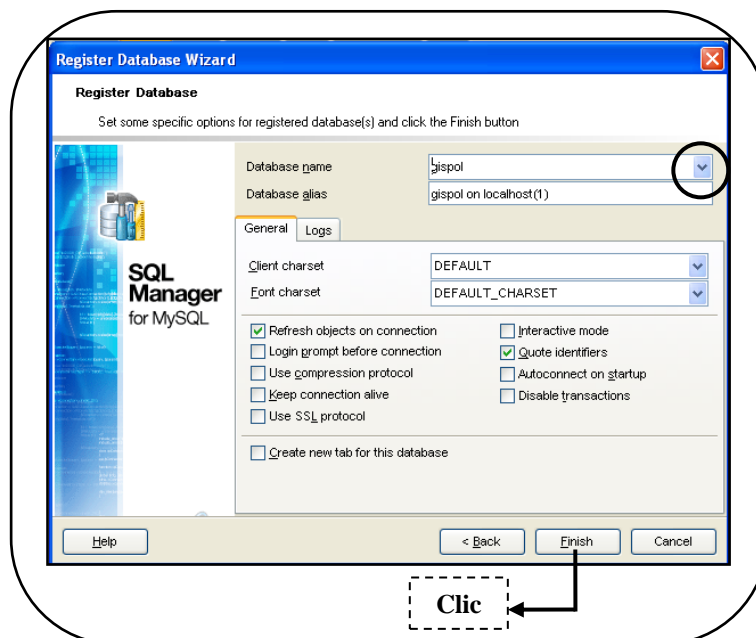 Register Database Wizard
Register Database
Set some specific options for registered database(s) and click the Finish button
Database name
gispol
Database alias
gispol on localhost(1)
General
Logs
SQL
Manager
for MySQL
Client charset
DEFAULT
Font charset
DEFAULT_CHARSET
Refresh objects on connection
Interactive mode
Login prompt before connection
Quote identifiers
Use compression protocol
Autoconnect on startup
Keep connection alive
Disable transactions
Use SSL protocol
Create new tab for this database
Help
< Back
Finish
Cancel
Clic